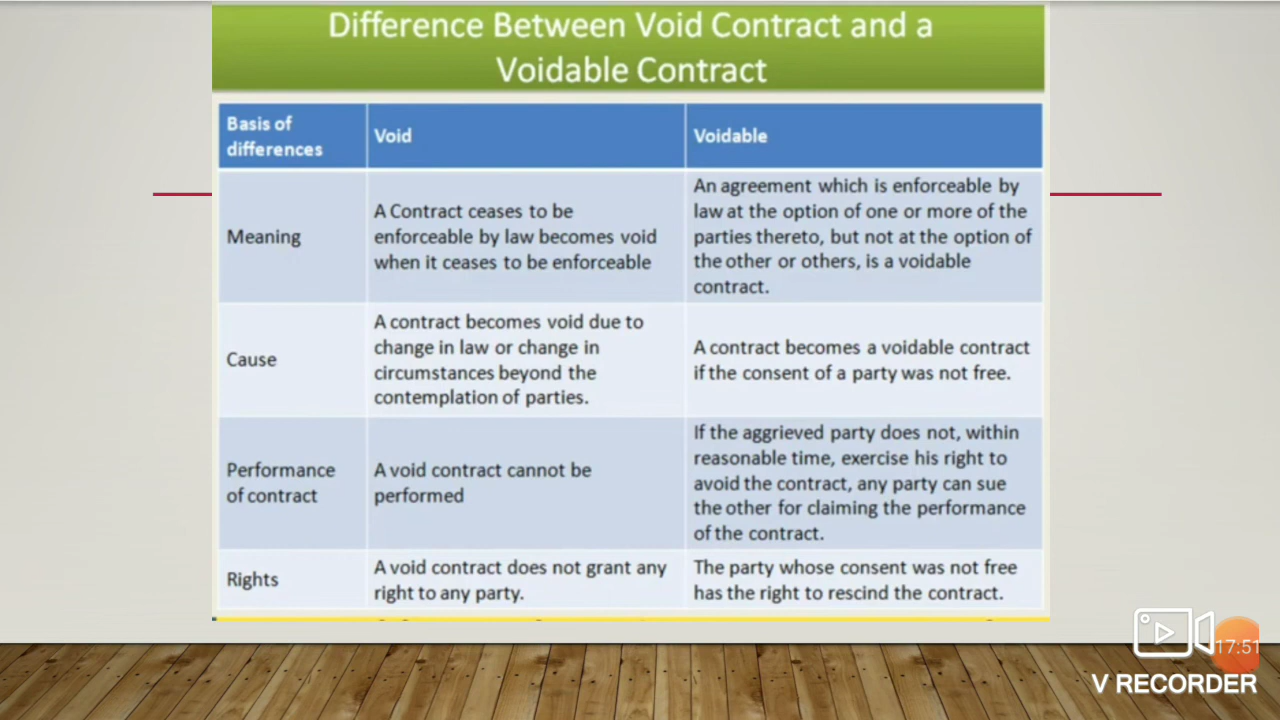 Difference Between Void Contract and a
Voidable Contract
Basis of
differences
Void
Voidable
Meaning
A Contract ceases to be
enforceable by law becomes void
when it ceases to be enforceable
An agreement which is enforceable by
law at the option of one or more of the
parties thereto, but not at the option of
the other or others, is a voidable
contract.
Cause
A contract becomes void due to
change in law or change in
circumstances beyond the
contemplation of parties.
A contract becomes a voidable contract
if the consent of a party was not free.
Performance
of contract
A void contract cannot be
performed
If the aggrieved party does not, within
reasonable time, exercise his right to
avoid the contract, any party can sue
the other for claiming the performance
of the contract.
Rights
A void contract does not grant any
right to any party.
The party whose consent was not free
has the right to rescind the contract.
17:51
V RECORDER